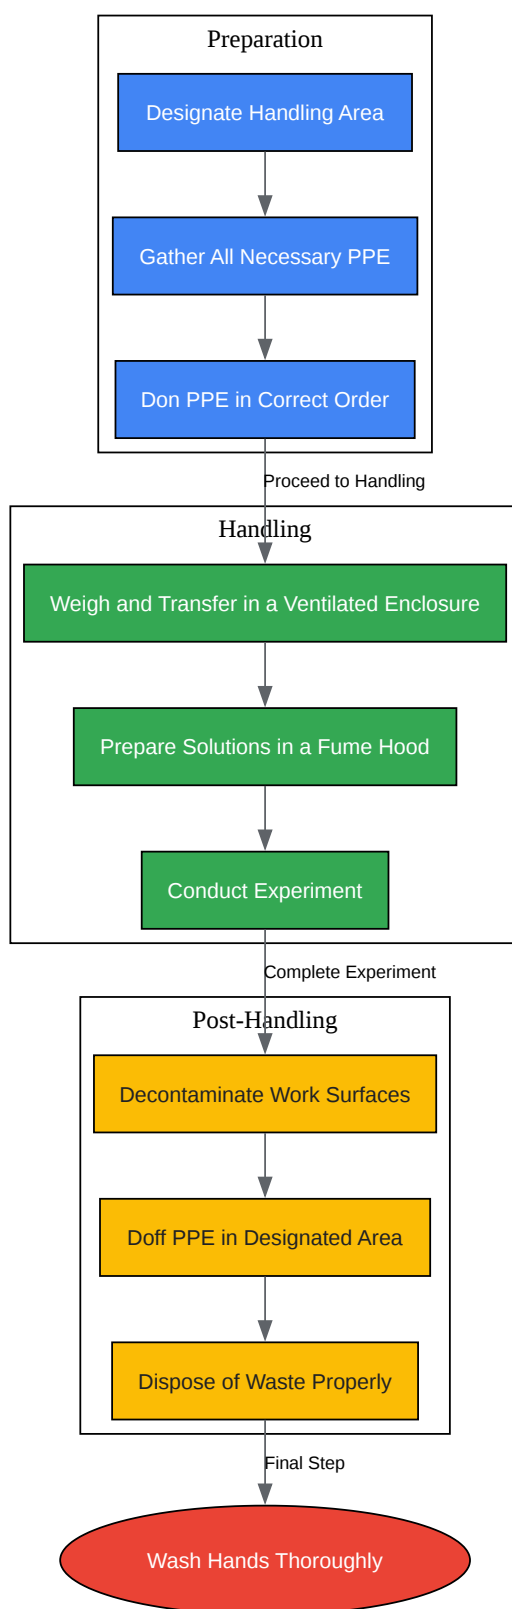 Preparation
Designate Handling Area
Gather All Necessary PPE
Don PPE in Correct Order
Proceed to Handling
Handling
Weigh and Transfer in a Ventilated Enclosure
Prepare Solutions in a Fume Hood
Conduct Experiment
Complete Experiment
Post-Handling
Decontaminate Work Surfaces
Doff PPE in Designated Area
Dispose of Waste Properly
Final Step
Wash Hands Thoroughly